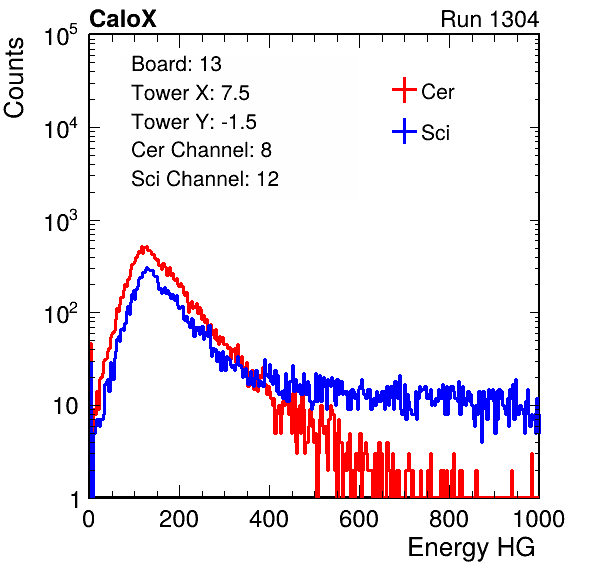 CaloX Run 1304
Counts
Board: 13
Tower X: 7.5
Tower Y: -1.5
Cer Channel: 8
Sci Channel: 12
Cer
Sci
10^5
10^4
10^3
10^2
10
1
0 200 400 600 800 1000
Energy HG